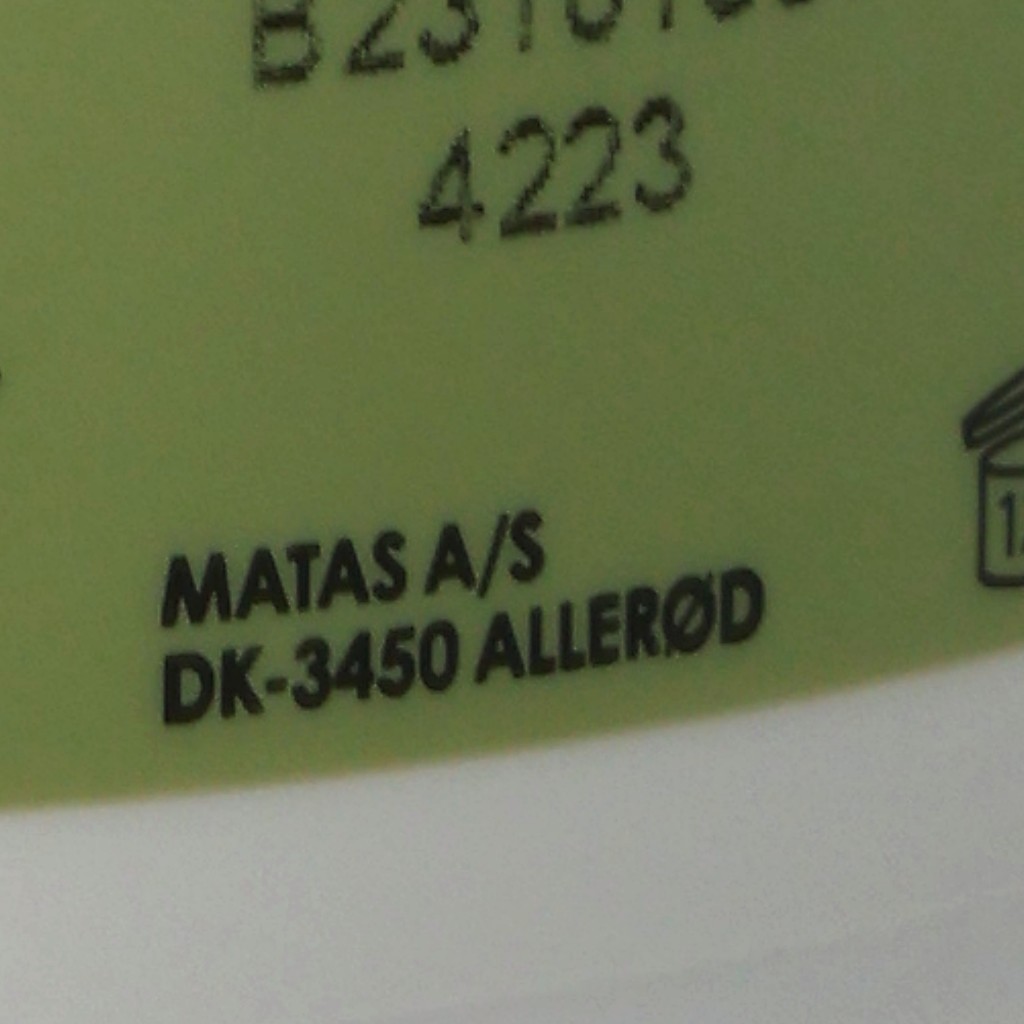 4223
MATAS A/S
DK-3450 ALLERØD